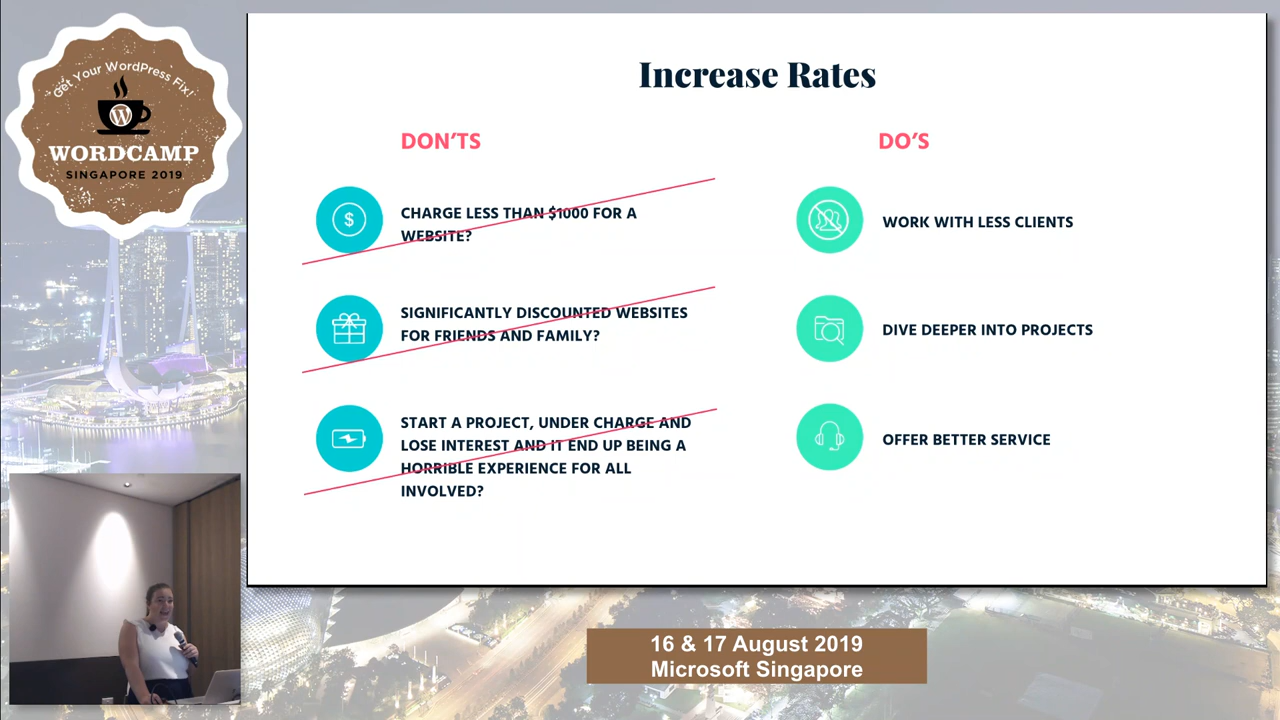 Get Your WordPress Fix!
W
WORDCAMP
SINGAPORE 2019
Increase Rates
DON'TS
DO'S
$
CHARGE LESS THAN $1000 FOR A
WEBSITE?
WORK WITH LESS CLIENTS
SIGNIFICANTLY DISCOUNTED WEBSITES
FOR FRIENDS AND FAMILY?
DIVE DEEPER INTO PROJECTS
START A PROJECT, UNDER CHARGE AND
LOSE INTEREST AND IT END UP BEING A
HORRIBLE EXPERIENCE FOR ALL
INVOLVED?
OFFER BETTER SERVICE
16 & 17 August 2019
Microsoft Singapore